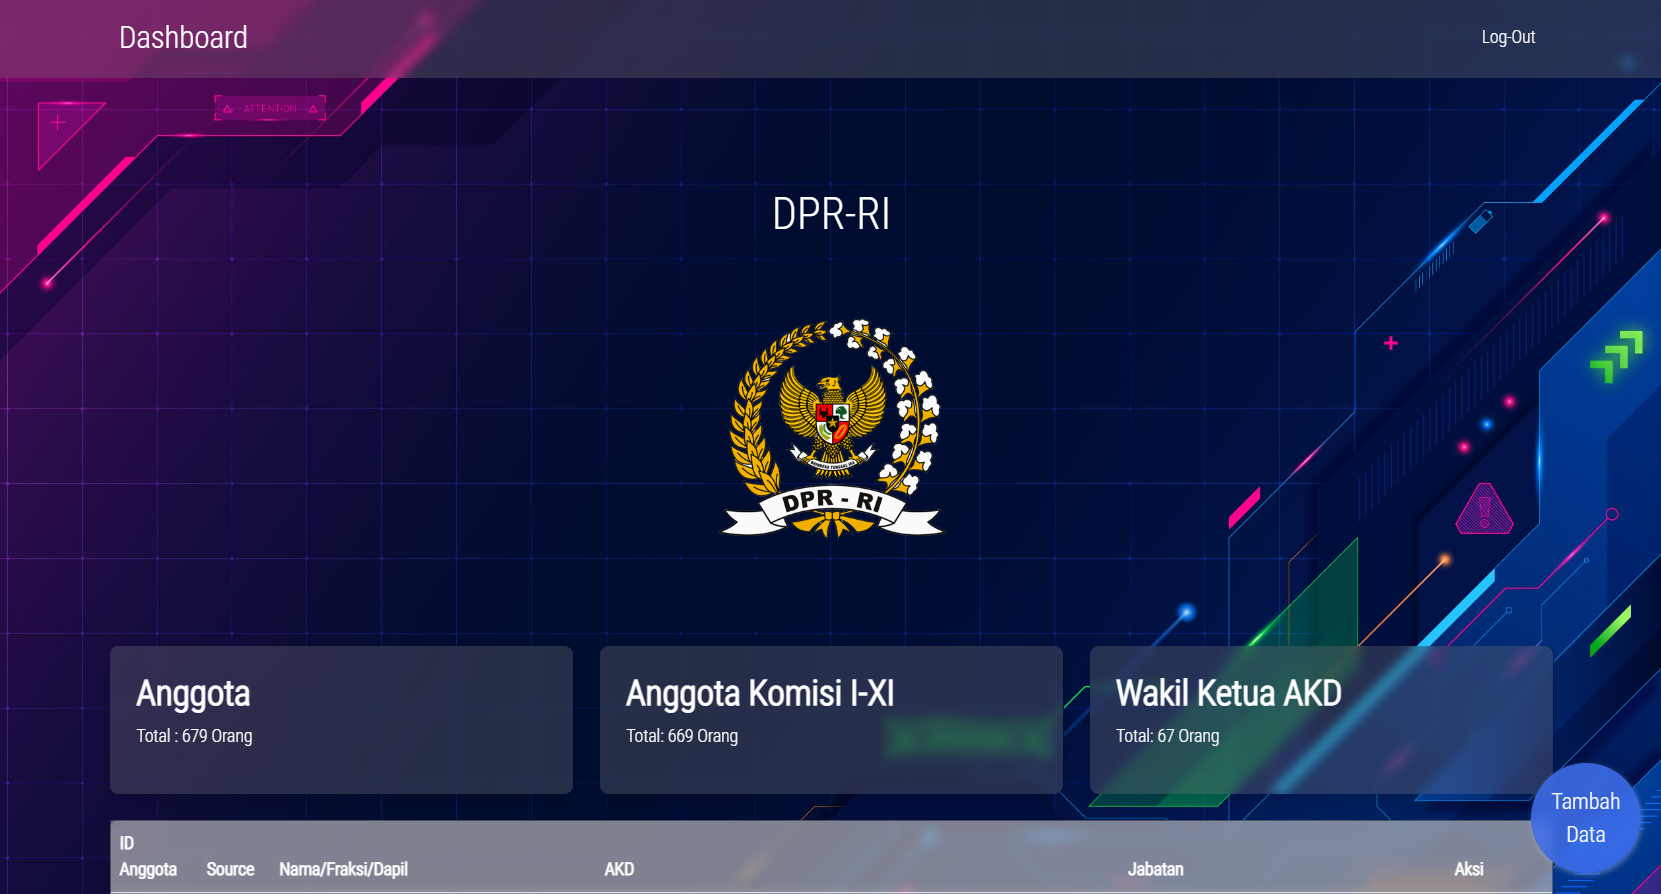 Dashboard
Log-Out
ATTENTION
DPR-RI
DPR - RI
Anggota
Total : 679 Orang
Anggota Komisi I-XI
Total: 669 Orang
Wakil Ketua AKD
Total: 67 Orang
Tambah
Data
ID
Anggota Source Nama/Fraksi/Dapil AKD Jabatan Aksi